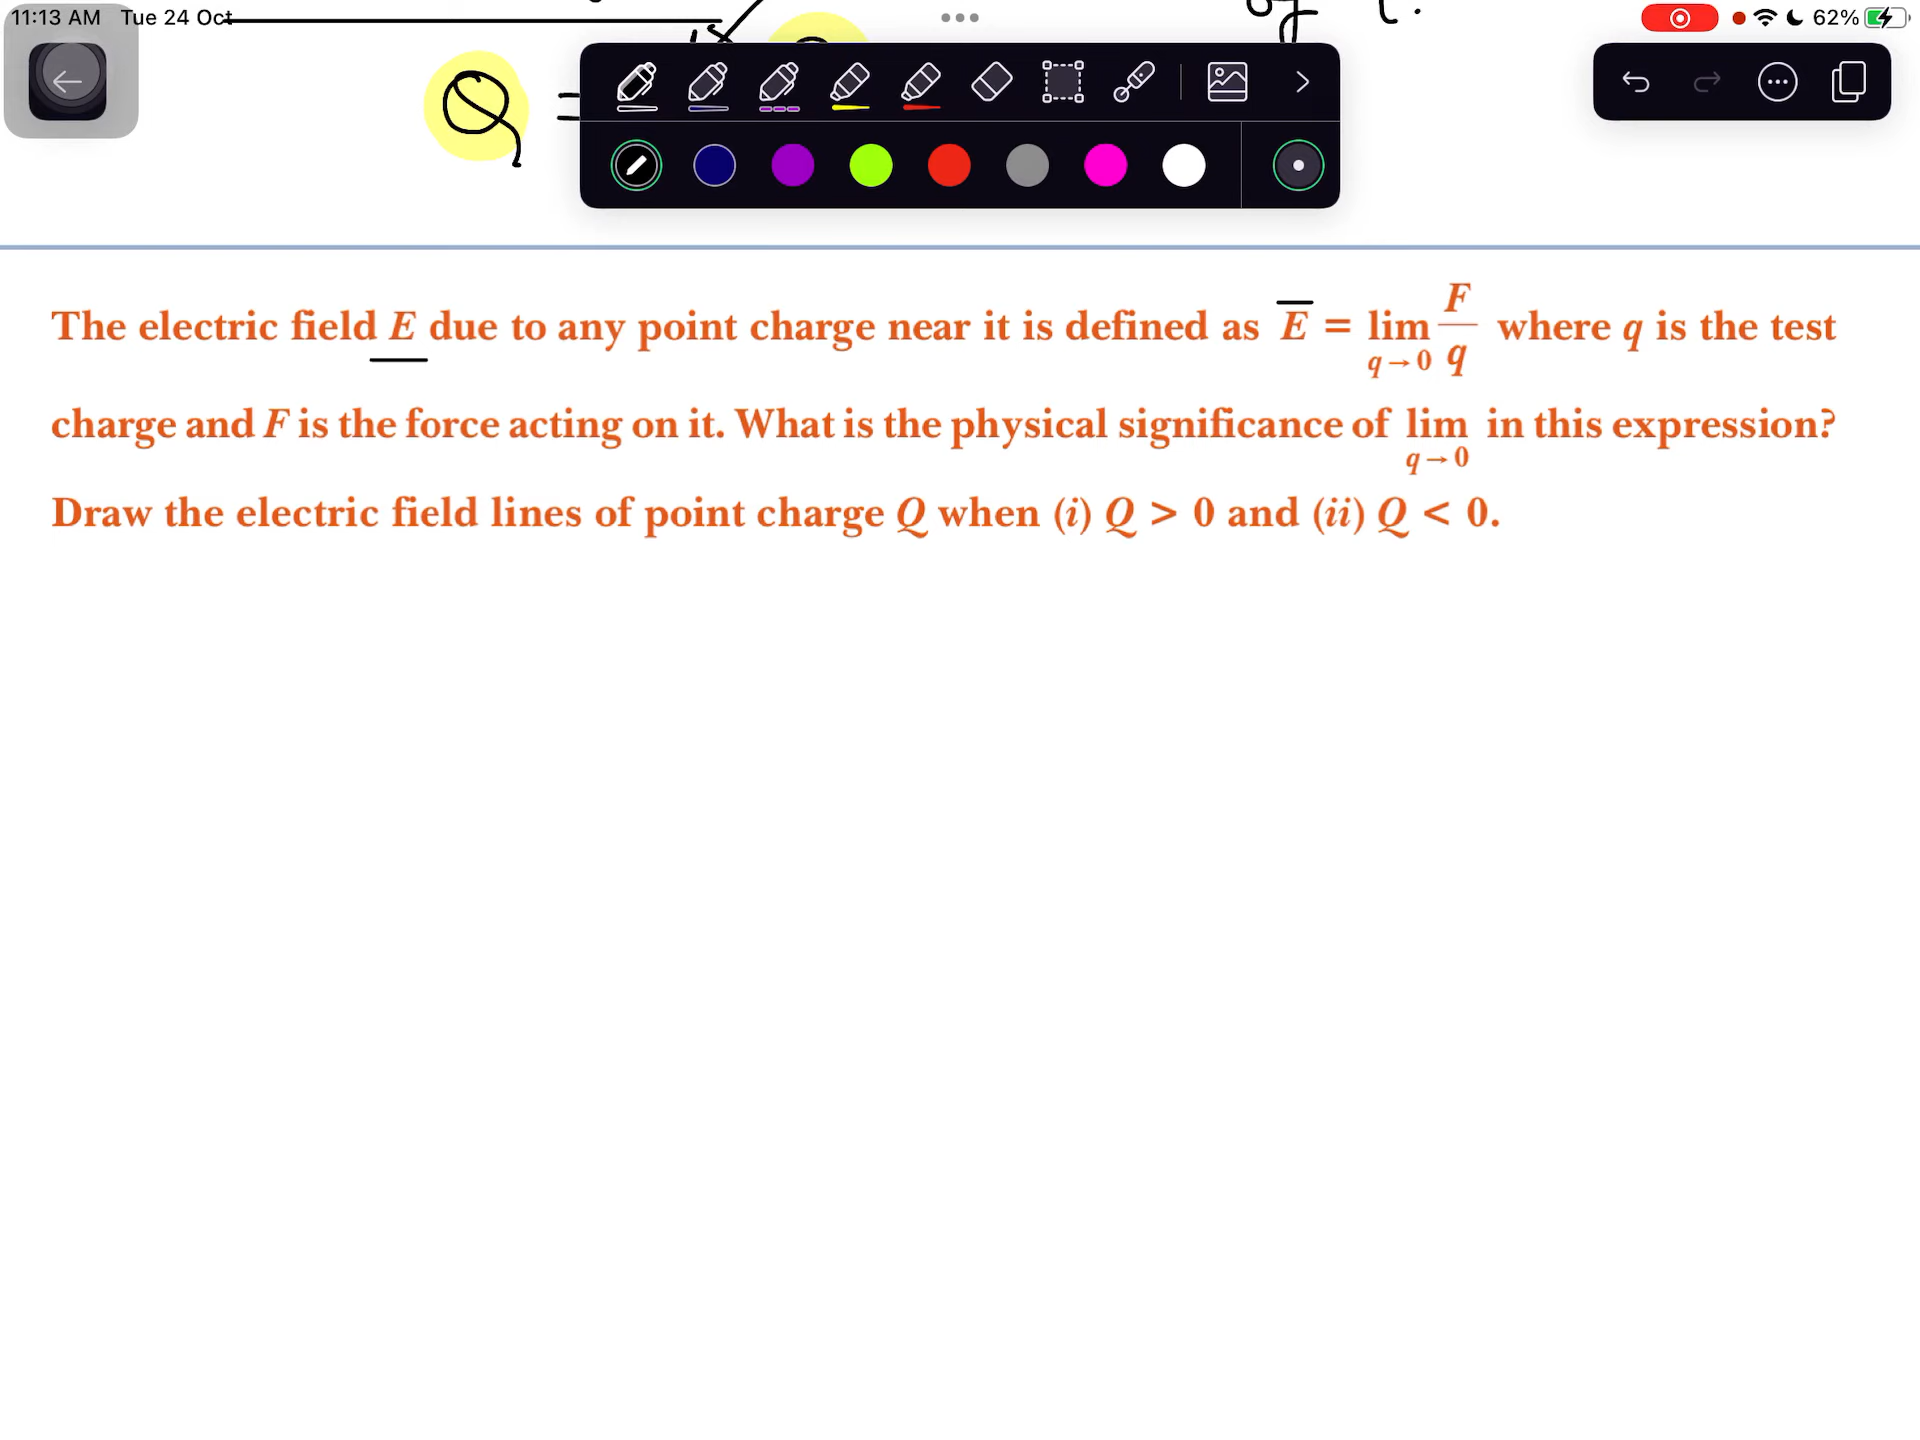 11:13 AM Tue 24 Oct
62%
of
Q =
The electric field E due to any point charge near it is defined as E̅ = lim q→0 F/q where q is the test
charge and F is the force acting on it. What is the physical significance of lim q→0 in this expression?
Draw the electric field lines of point charge Q when (i) Q > 0 and (ii) Q < 0.